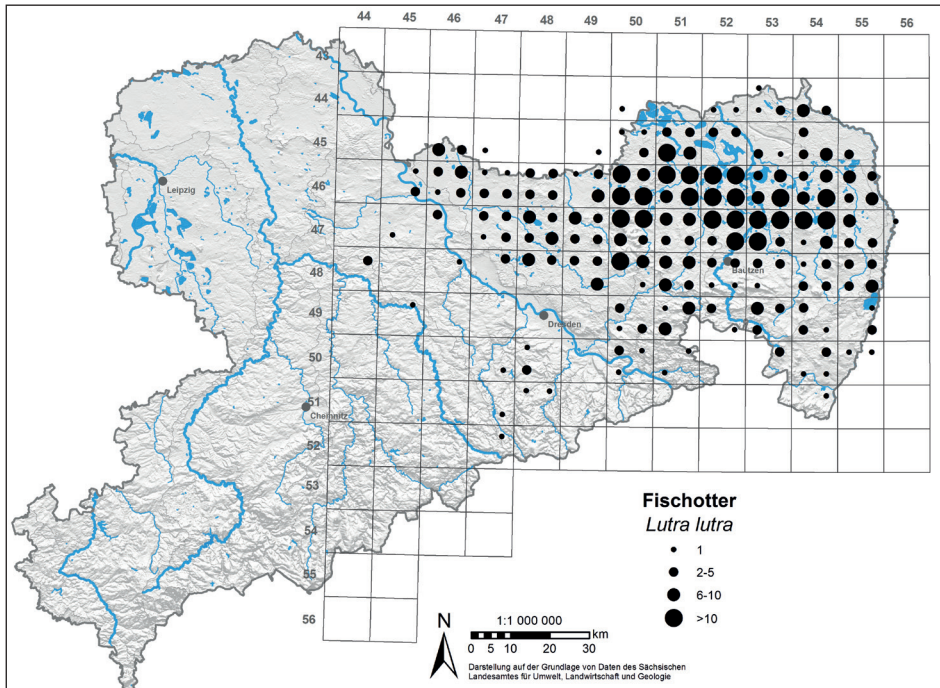 44 45 46 47 48 49 50 51 52 53 54 55 56
43
44
45
46
47
48
49
50
51
52
53
54
55
56
Leipzig
Bautzen
Dresden
Chemnitz
Fischotter
Lutra lutra
1
2-5
6-10
>10
N
1:1 000 000
km
0 5 10 20 30
Darstellung auf der Grundlage von Daten des Sächsischen
Landesamtes für Umwelt, Landwirtschaft und Geologie